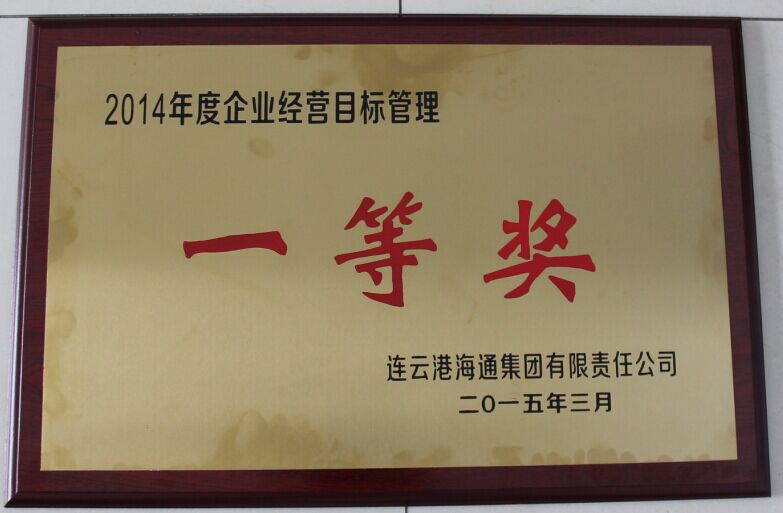 2014年度企业经营目标管理
一等奖
连云港海通集团有限责任公司
二O一五年三月